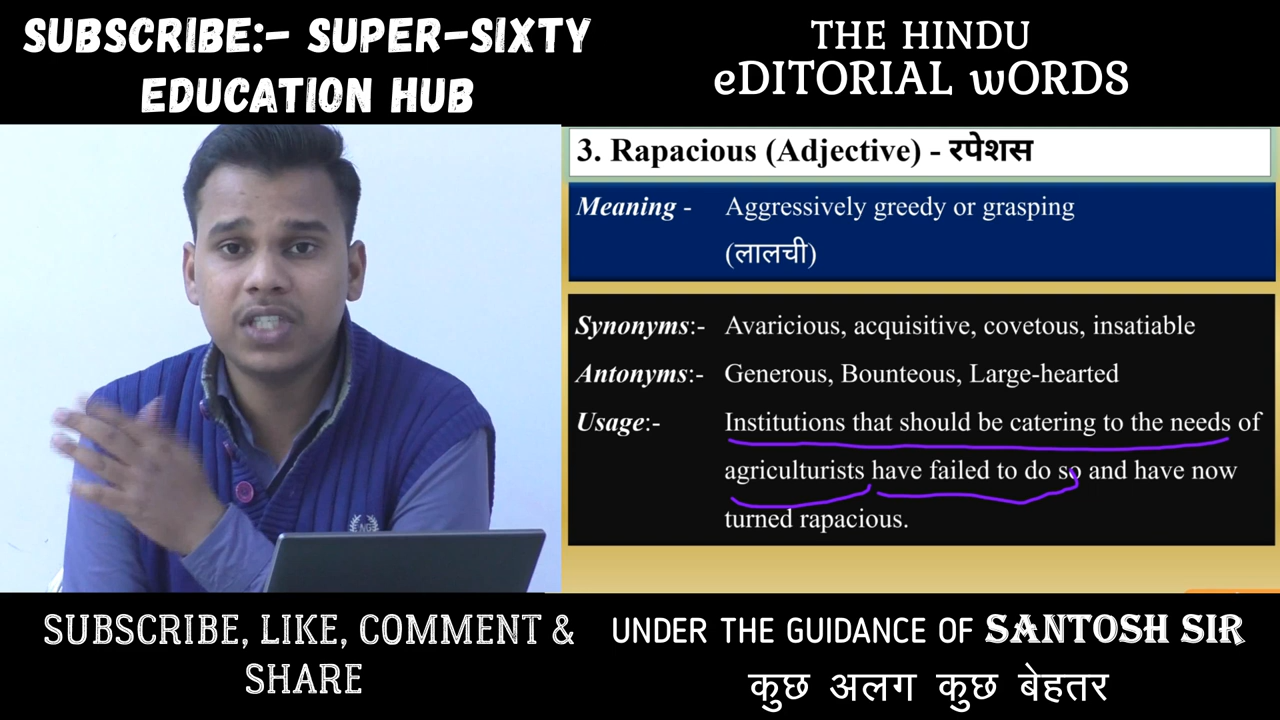 SUBSCRIBE:- SUPER-SIXTY
EDUCATION HUB
THE HINDU
eDITORIAL wORDS
3. Rapacious (Adjective) - रपेशस
Meaning - Aggressively greedy or grasping
(लालची)
Synonyms:- Avaricious, acquisitive, covetous, insatiable
Antonyms:- Generous, Bounteous, Large-hearted
Usage:- Institutions that should be catering to the needs of
agriculturists have failed to do so and have now
turned rapacious.
NG
SUBSCRIBE, LIKE, COMMENT &
SHARE
UNDER THE GUIDANCE OF SANTOSH SIR
कुछ अलग कुछ बेहतर